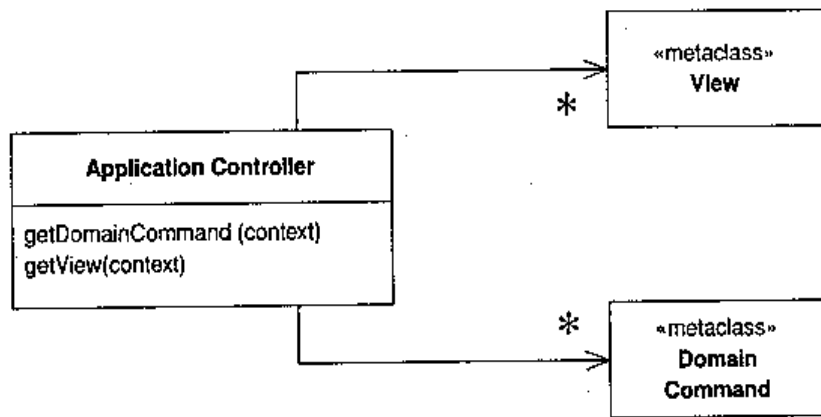 «metaclass»
View
*
Application Controller
getDomainCommand (context)
getView(context)
*
«metaclass»
Domain
Command